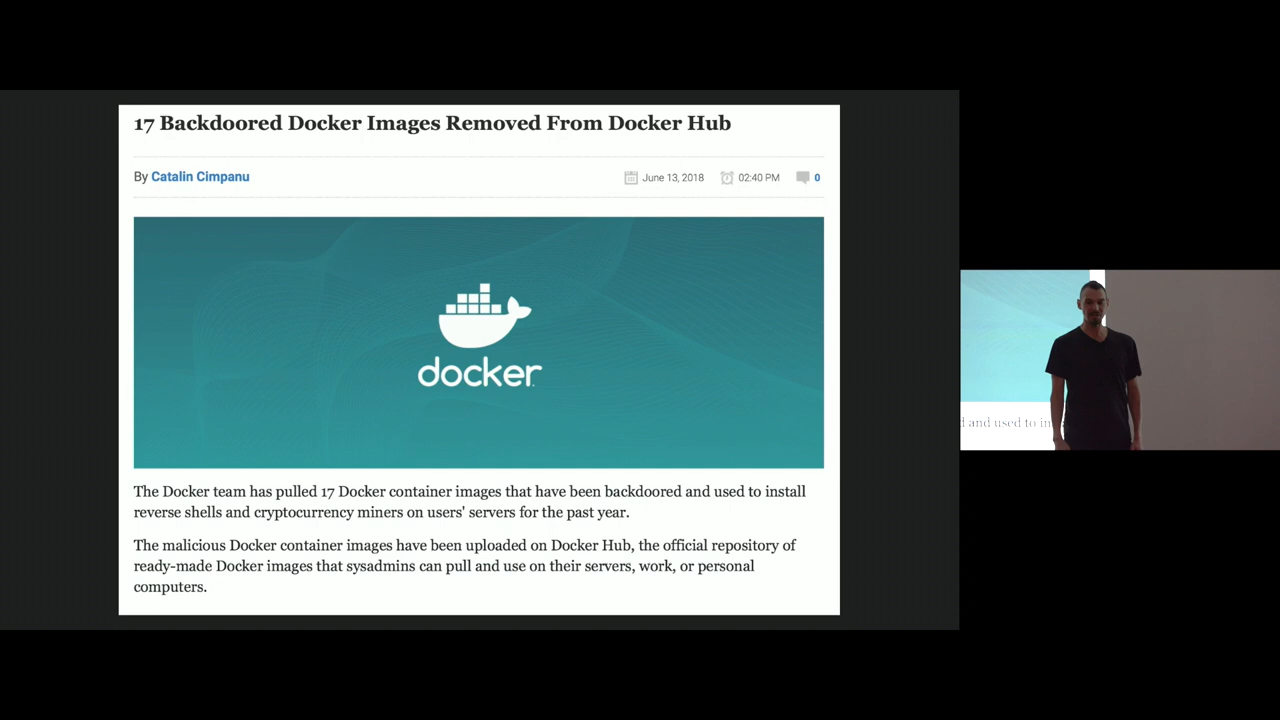 17 Backdoored Docker Images Removed From Docker Hub
By Catalin Cimpanu
June 13, 2018 02:40 PM 0
docker
The Docker team has pulled 17 Docker container images that have been backdoored and used to install
reverse shells and cryptocurrency miners on users' servers for the past year.
The malicious Docker container images have been uploaded on Docker Hub, the official repository of
ready-made Docker images that sysadmins can pull and use on their servers, work, or personal
computers.
and used to